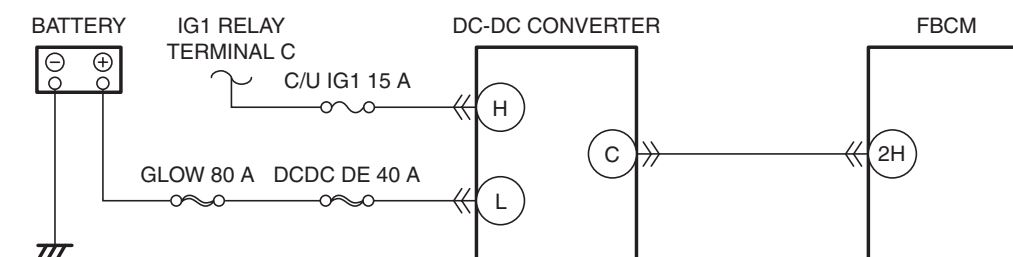 BATTERY
IG1 RELAY
TERMINAL C
DC-DC CONVERTER
FBCM
− +
C/U IG1 15 A
H
C
2H
GLOW 80 A
DCDC DE 40 A
L